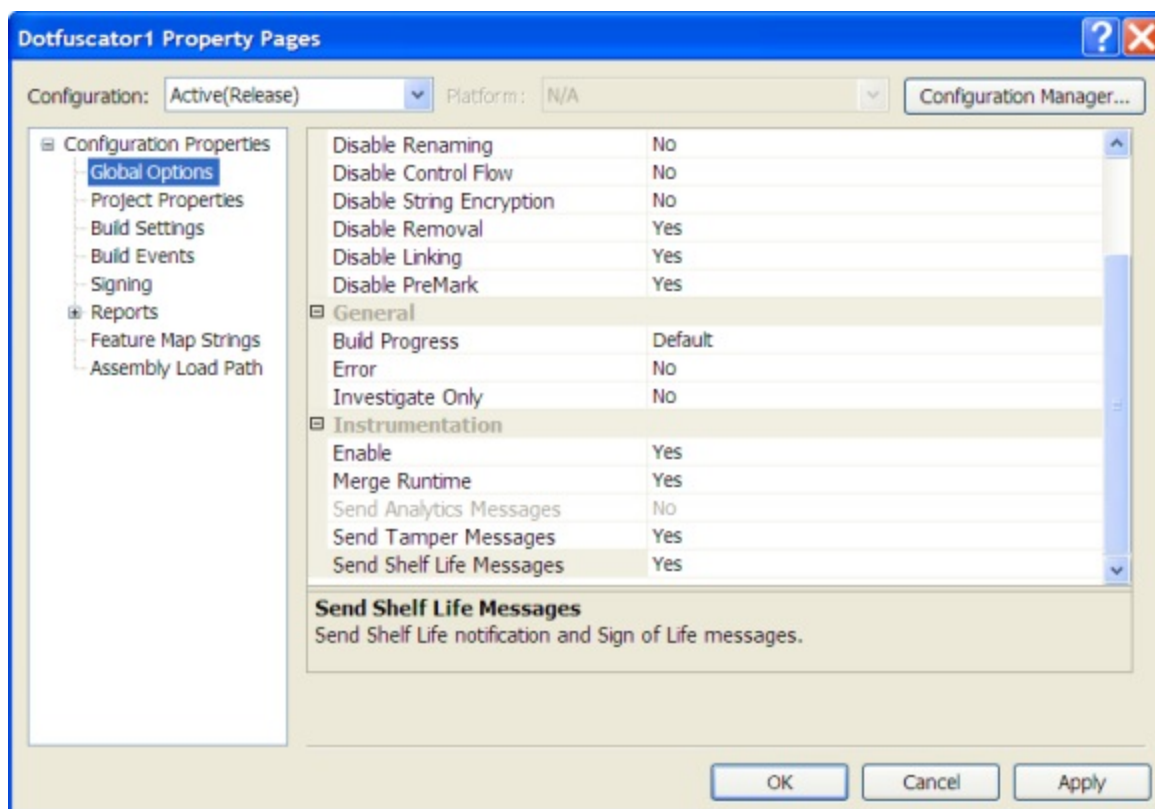 Dotfuscator1 Property Pages
Configuration: Active(Release) Platform: N/A Configuration Manager...
Configuration Properties
Global Options
Project Properties
Build Settings
Build Events
Signing
Reports
Feature Map Strings
Assembly Load Path
Disable Renaming No
Disable Control Flow No
Disable String Encryption No
Disable Removal Yes
Disable Linking Yes
Disable PreMark Yes
General
Build Progress Default
Error No
Investigate Only No
Instrumentation
Enable Yes
Merge Runtime Yes
Send Analytics Messages No
Send Tamper Messages Yes
Send Shelf Life Messages Yes
Send Shelf Life Messages
Send Shelf Life notification and Sign of Life messages.
OK Cancel Apply